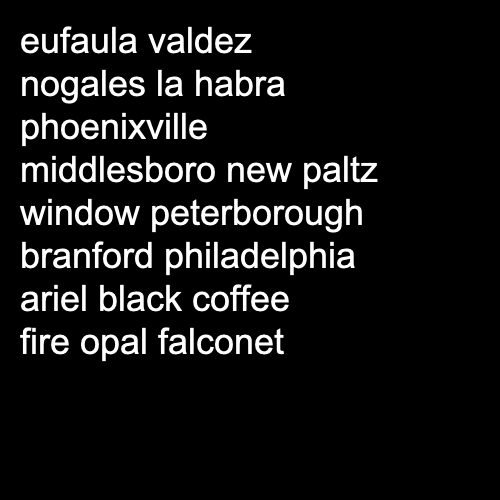 eufaula valdez
nogales la habra
phoenixville
middlesboro new paltz
window peterborough
branford philadelphia
ariel black coffee
fire opal falconet